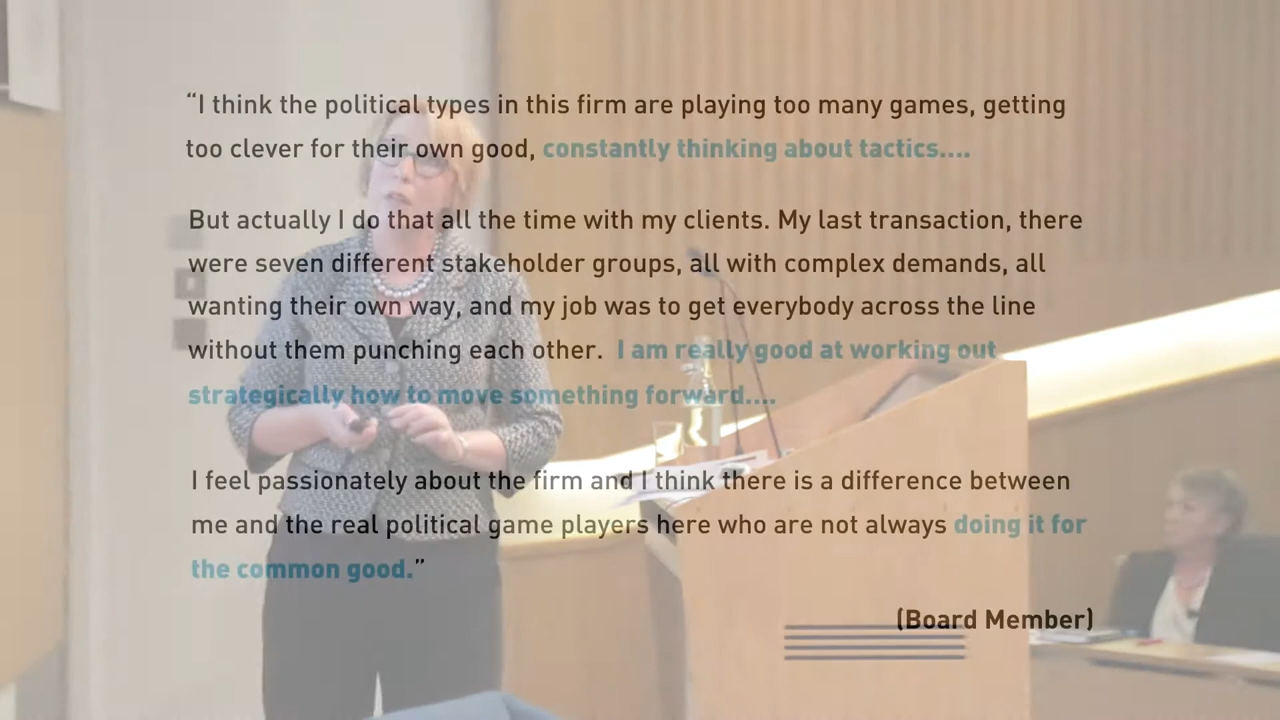 “I think the political types in this firm are playing too many games, getting
too clever for their own good, constantly thinking about tactics....
But actually I do that all the time with my clients. My last transaction, there
were seven different stakeholder groups, all with complex demands, all
wanting their own way, and my job was to get everybody across the line
without them punching each other. I am really good at working out
strategically how to move something forward....
I feel passionately about the firm and I think there is a difference between
me and the real political game players here who are not always doing it for
the common good.”
(Board Member)